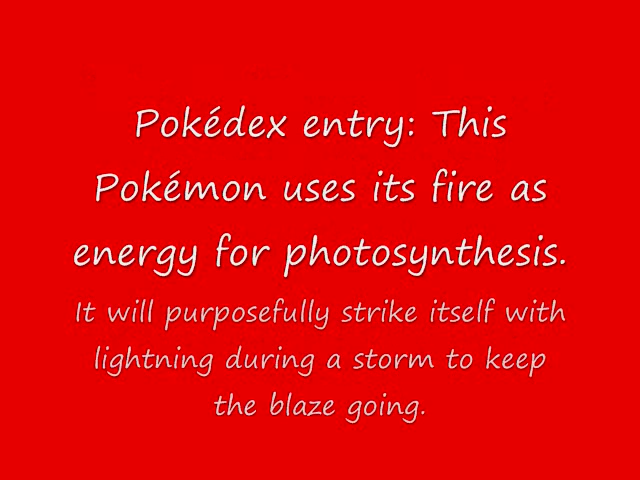 Pokédex entry: This
Pokémon uses its fire as
energy for photosynthesis.
It will purposefully strike itself with
lightning during a storm to keep
the blaze going.